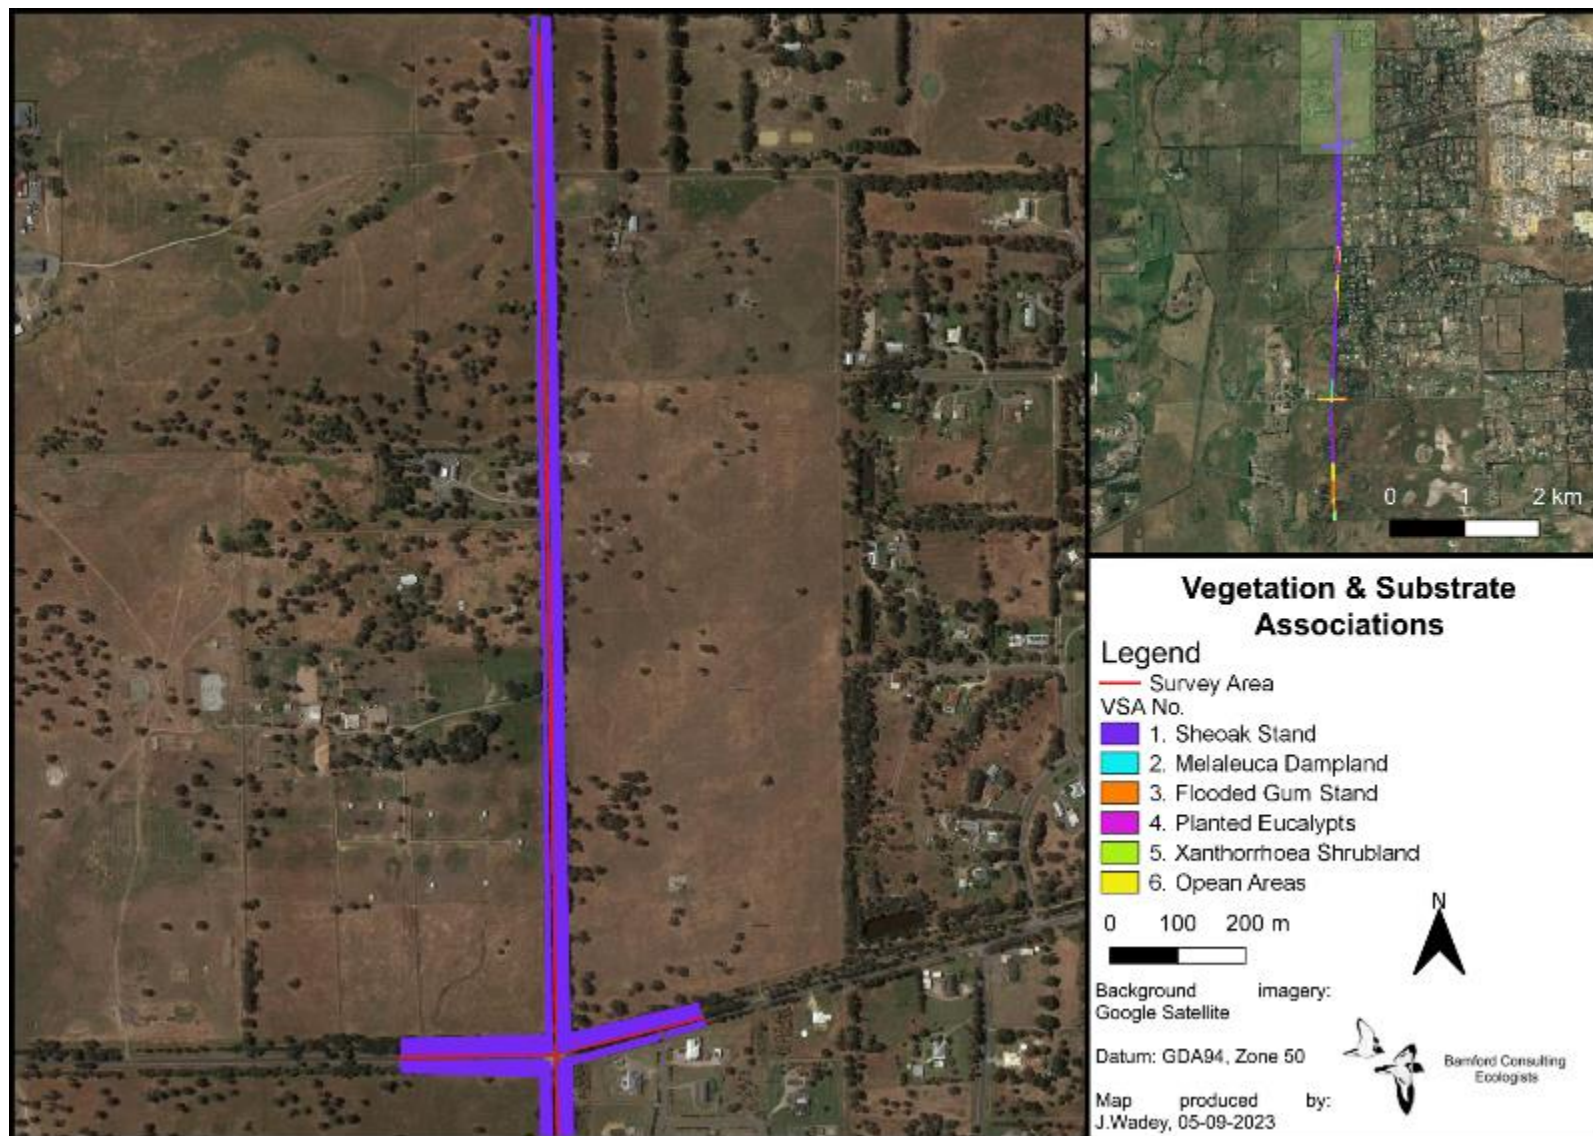 0 1 2 km
Vegetation & Substrate
Associations
Legend
Survey Area
VSA No.
1. Sheoak Stand
2. Melaleuca Dampland
3. Flooded Gum Stand
4. Planted Eucalypts
5. Xanthorrhoea Shrubland
6. Opean Areas
0 100 200 m
N
Background imagery:
Google Satellite
Datum: GDA94, Zone 50
Bamford Consulting
Ecologists
Map produced by:
J.Wadey, 05-09-2023